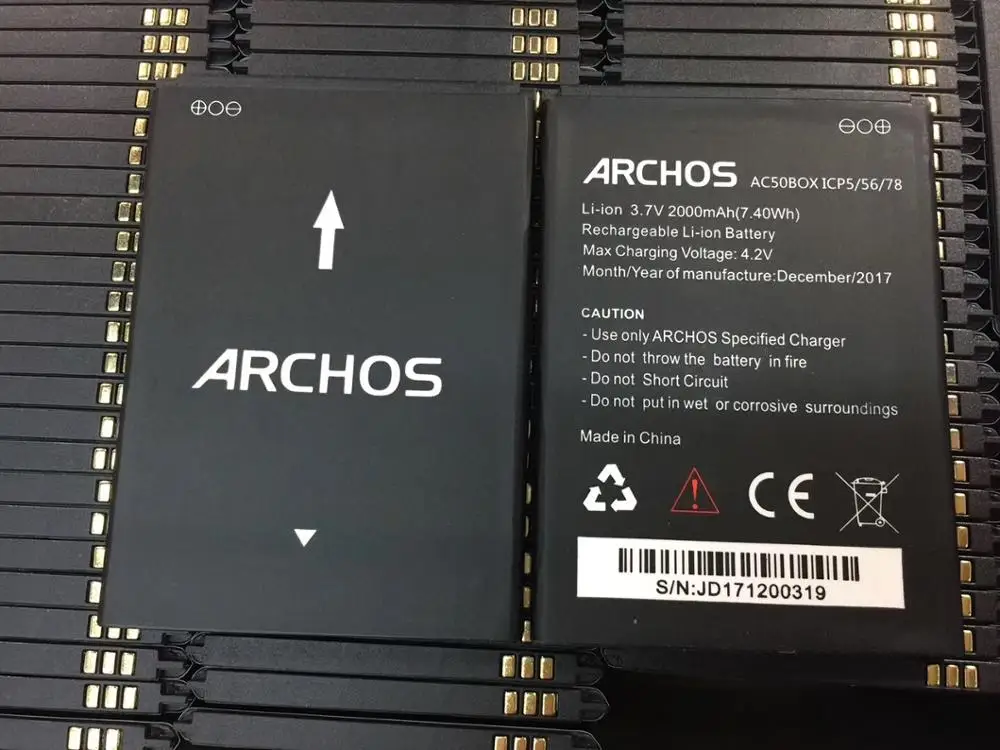 ARCHOS
ARCHOS AC50BOX ICP5/56/78
Li-ion 3.7V 2000mAh(7.40Wh)
Rechargeable Li-ion Battery
Max Charging Voltage: 4.2V
Month/Year of manufacture:December/2017
CAUTION
- Use only ARCHOS Specified Charger
- Do not throw the battery in fire
- Do not Short Circuit
- Do not put in wet or corrosive surroundings
Made in China
CE
S/N:JD171200319